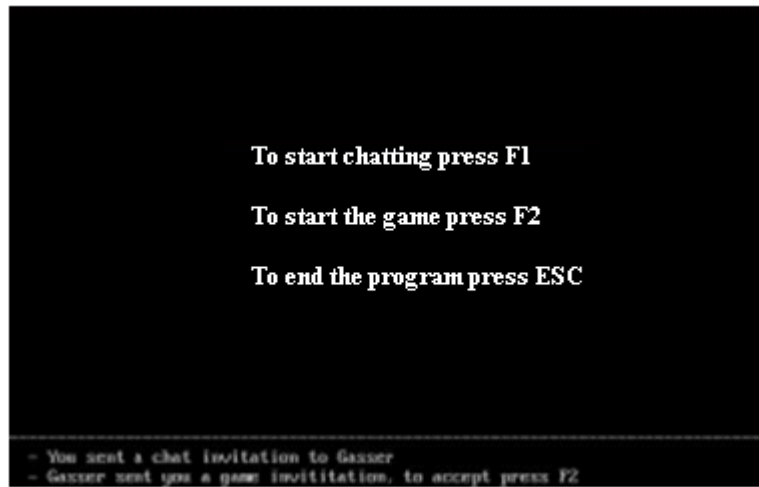 To start chatting press F1
To start the game press F2
To end the program press ESC
- You sent a chat invitation to Gasser
- Gasser sent you a game invititation, to accept press F2